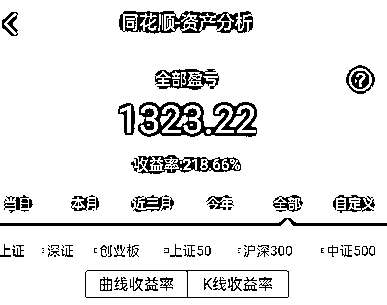 同花顺·资产分析
全部盈亏
1323.22
收益率:218.66%
当日 本月 近三月 今年 全部 自定义
上证 深证 创业板 上证50 沪深300 中证500
曲线收益率 K线收益率